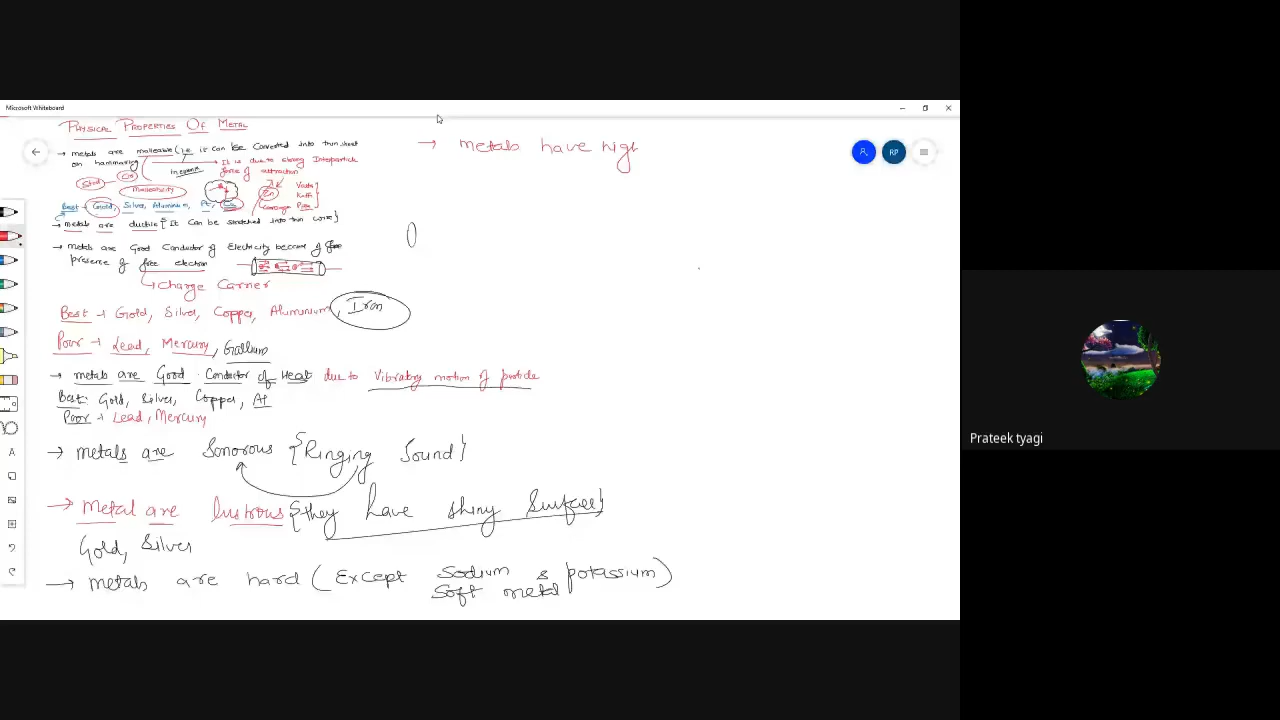 Microsoft Whiteboard
PHYSICAL PROPERTIES OF METAL
→ metals are malleable (i.e it can be Converted into thin sheet
on hammering
→ It is due to strong Interparticle
force of attraction
Malleability
Best → Gold, Silver, Aluminium,
→ metals are ductile { It Can be stretched into thin wire }
→ metals are Good Conductor of Electricity because of
presence of free electron
→ Charge Carrier
Best → Gold, Silver, Copper, Aluminium, Iron
Poor → Lead, Mercury, Gallium
→ metals are Good Conductor of Heat due to Vibratory motion of particle
Best: Gold, Silver, Copper, Al
Poor → Lead, Mercury
→ metals are Sonorous { Ringing Sound }
→ Metal are lustrous { they have shiny Surface }
Gold, Silver
→ metals are hard ( Except Sodium & potassium )
Soft metal
→ metals have hig
RP
Prateek tyagi